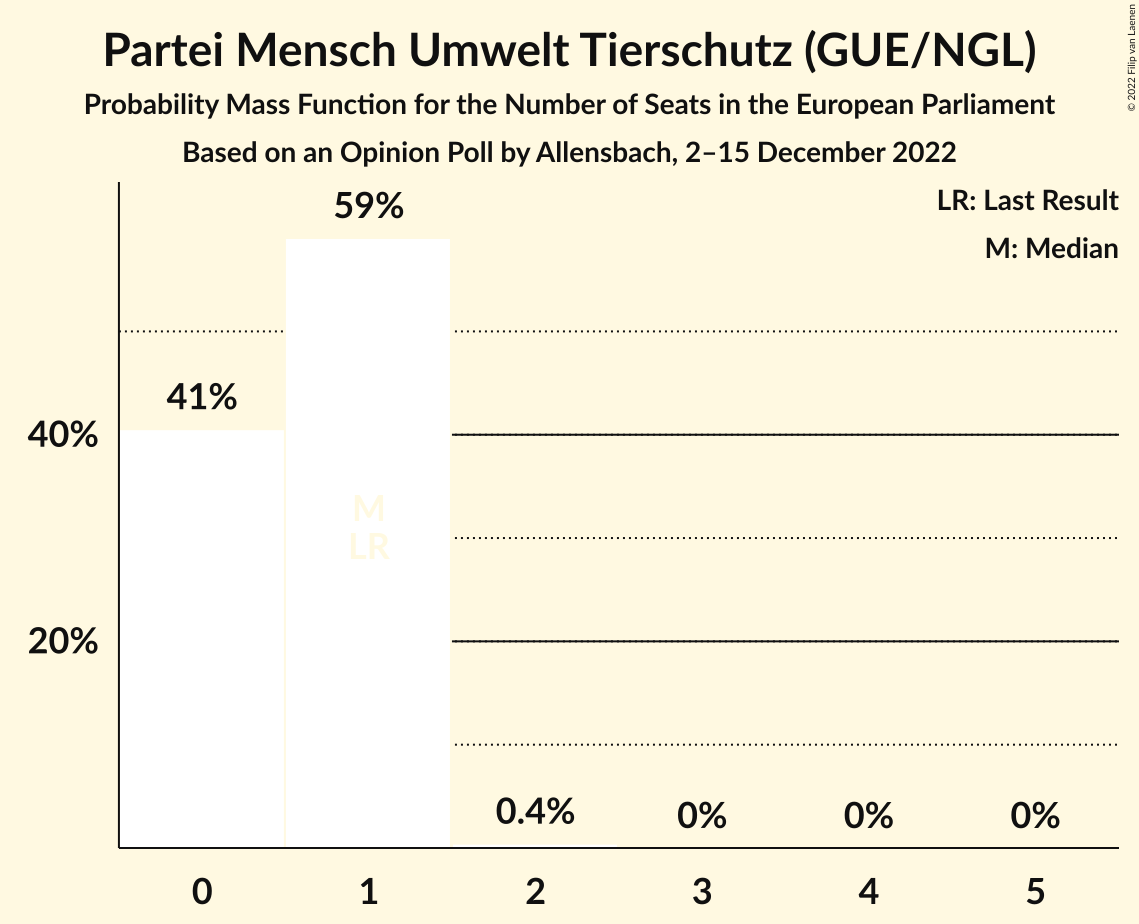 Partei Mensch Umwelt Tierschutz (GUE/NGL)
Probability Mass Function for the Number of Seats in the European Parliament
Based on an Opinion Poll by Allensbach, 2–15 December 2022
© 2022 Filip van Laenen
LR: Last Result
M: Median
59%
41%
40%
M
LR
20%
0.4%
0%
0%
0%
0
1
2
3
4
5